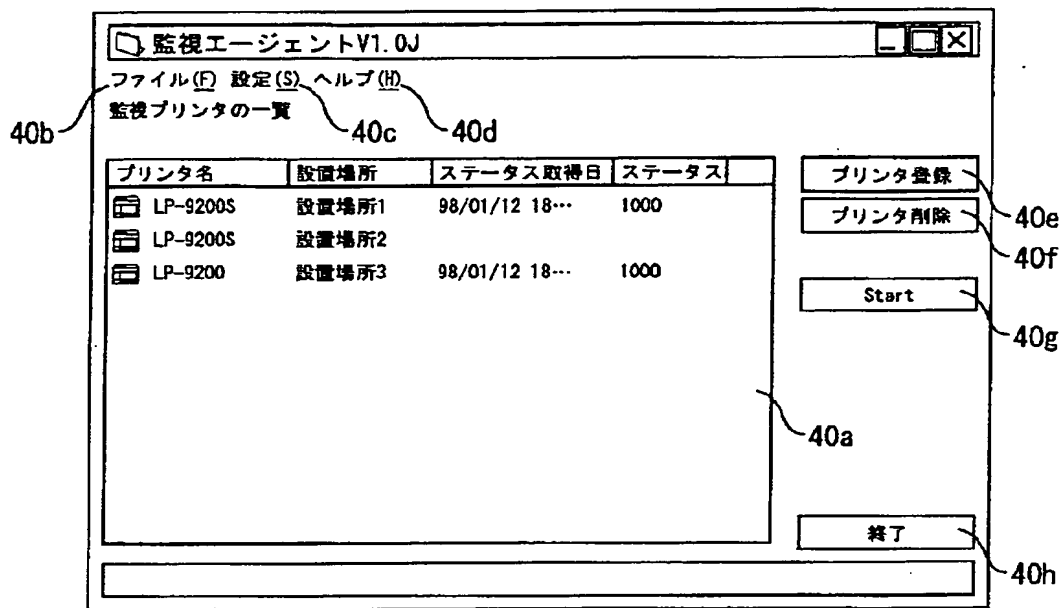 監視エージェントV1.0J
ファイル(F) 設定(S) ヘルプ(H)
監視プリンタの一覧
40b
40c
40d
プリンタ名 設置場所 ステータス取得日 ステータス
LP-9200S 設置場所1 98/01/12 18… 1000
LP-9200S 設置場所2
LP-9200 設置場所3 98/01/12 18… 1000
プリンタ登録
40e
プリンタ削除
40f
Start
40g
40a
終了
40h